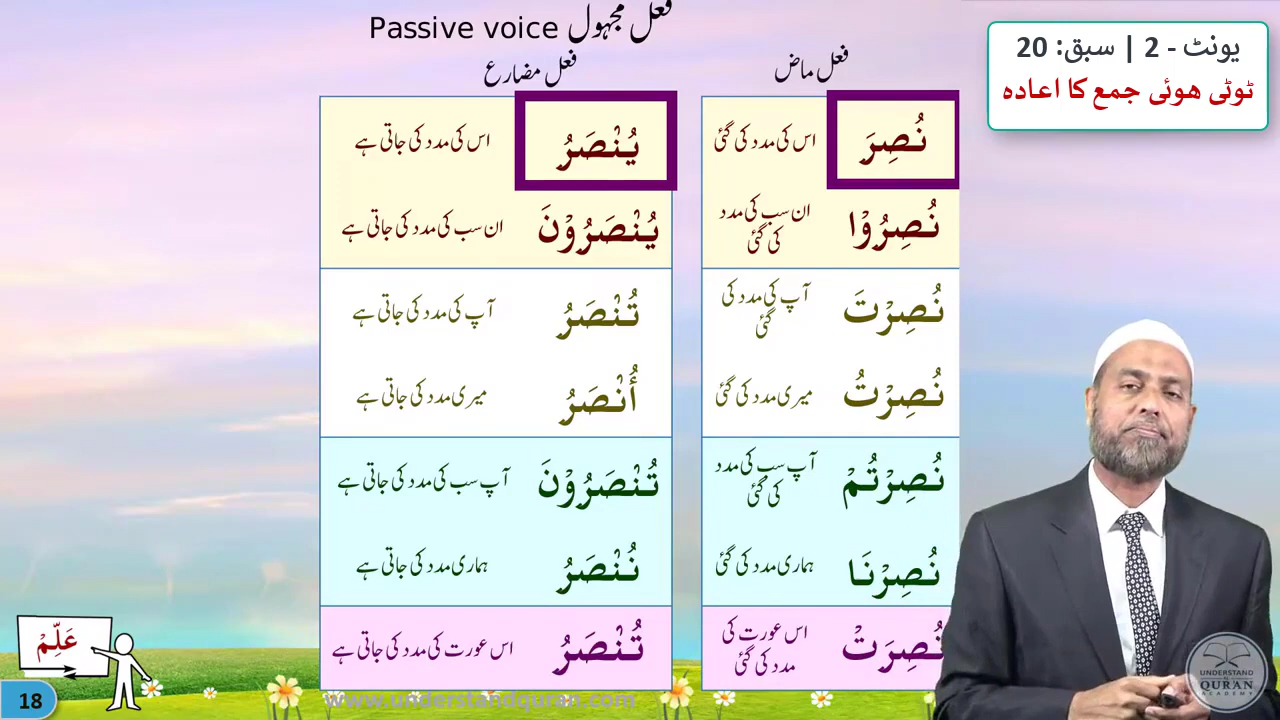 فعل مجہول Passive voice
یونٹ - 2 | سبق: 20
ٹوٹی ہوئی جمع کا اعادہ
فعل ماض
فعل مضارع
نُصِرَ اس کی مدد کی گئی
يُنْصَرُ اس کی مدد کی جاتی ہے
نُصِرُوْا ان سب کی مدد کی گئی
يُنْصَرُوْنَ ان سب کی مدد کی جاتی ہے
نُصِرْتَ آپ کی مدد کی گئی
تُنْصَرُ آپ کی مدد کی جاتی ہے
نُصِرْتُ میری مدد کی گئی
أُنْصَرُ میری مدد کی جاتی ہے
نُصِرْتُمْ آپ سب کی مدد کی گئی
تُنْصَرُوْنَ آپ سب کی مدد کی جاتی ہے
نُصِرْنَا ہماری مدد کی گئی
نُنْصَرُ ہماری مدد کی جاتی ہے
نُصِرَتْ اس عورت کی مدد کی گئی
تُنْصَرُ اس عورت کی مدد کی جاتی ہے
عَلِّمْ
18
www.understandquran.com
UNDERSTAND
QURAN
ACADEMY